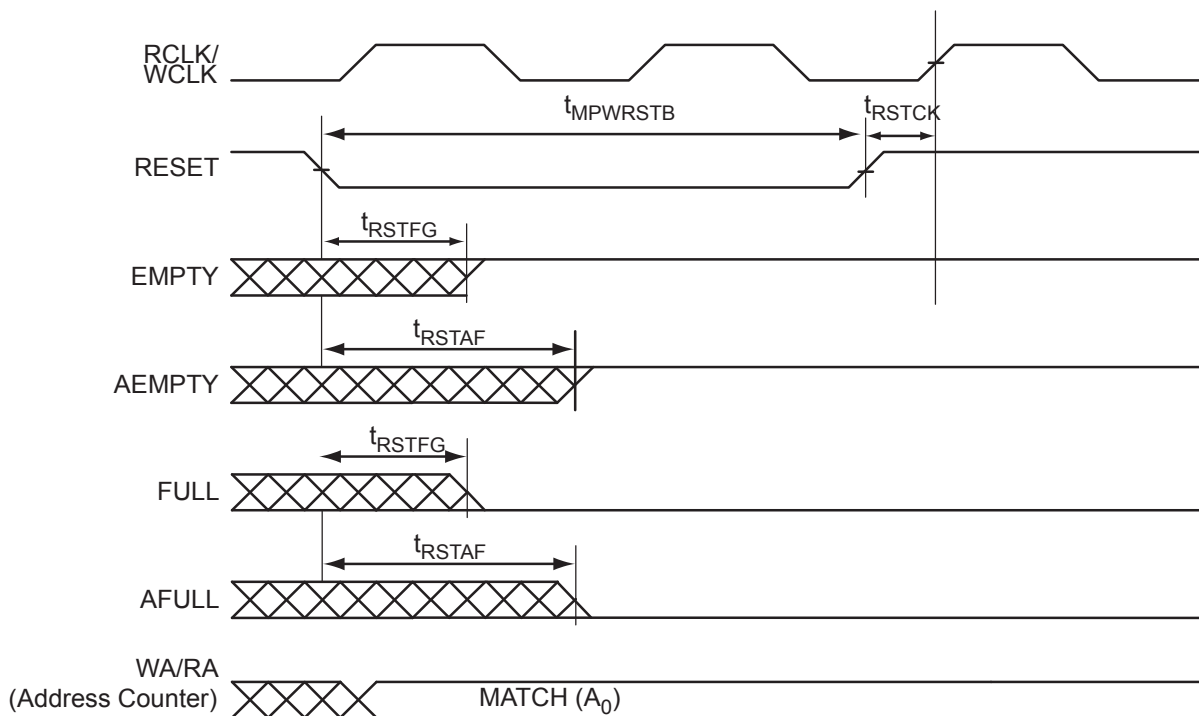 RCLK/
WCLK
tMPWRSTB
tRSTCK
RESET
tRSTFG
EMPTY
tRSTAF
AEMPTY
tRSTFG
FULL
tRSTAF
AFULL
WA/RA
(Address Counter)
MATCH (A0)